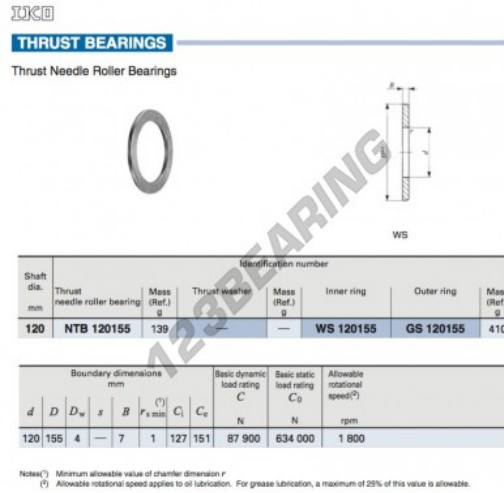 IKO
THRUST BEARINGS
Thrust Needle Roller Bearings
B
r
D
d
WS
123BEARING
Identification number
Shaft dia. mm | Thrust needle roller bearing | Mass (Ref.) g | Thrust washer | Mass (Ref.) g | Inner ring | Outer ring | Mass (Ref g
120 | NTB 120155 | 139 | — | — | WS 120155 | GS 120155 | 410
Boundary dimensions mm | Basic dynamic load rating C N | Basic static load rating C0 N | Allowable rotational speed(²) rpm
d | D | Dw | s | B | rs min (¹) | Ci | Ce
120 | 155 | 4 | — | 7 | 1 | 127 | 151 | 87 900 | 634 000 | 1 800
Notes(¹) Minimum allowable value of chamfer dimension r
(²) Allowable rotational speed applies to oil lubrication. For grease lubrication, a maximum of 25% of this value is allowable.